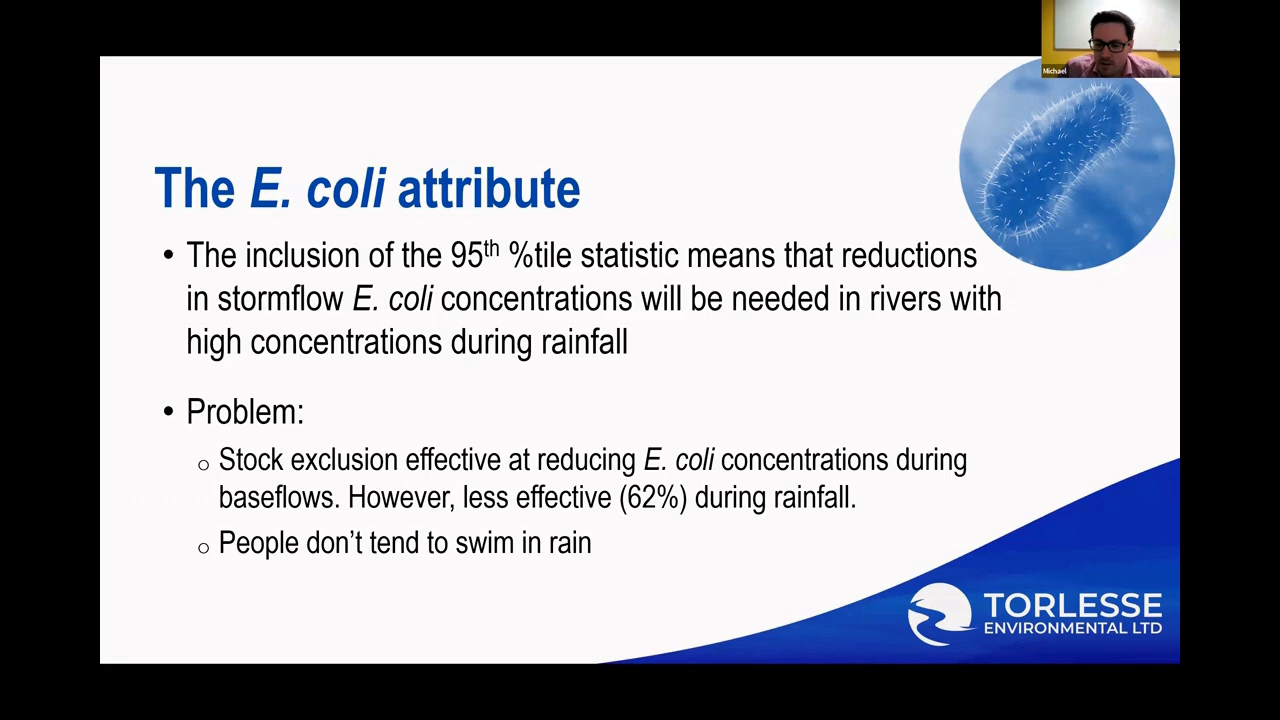 Michael
The E. coli attribute
• The inclusion of the 95th %tile statistic means that reductions
in stormflow E. coli concentrations will be needed in rivers with
high concentrations during rainfall
• Problem:
o Stock exclusion effective at reducing E. coli concentrations during
baseflows. However, less effective (62%) during rainfall.
o People don’t tend to swim in rain
TORLESSE
ENVIRONMENTAL LTD